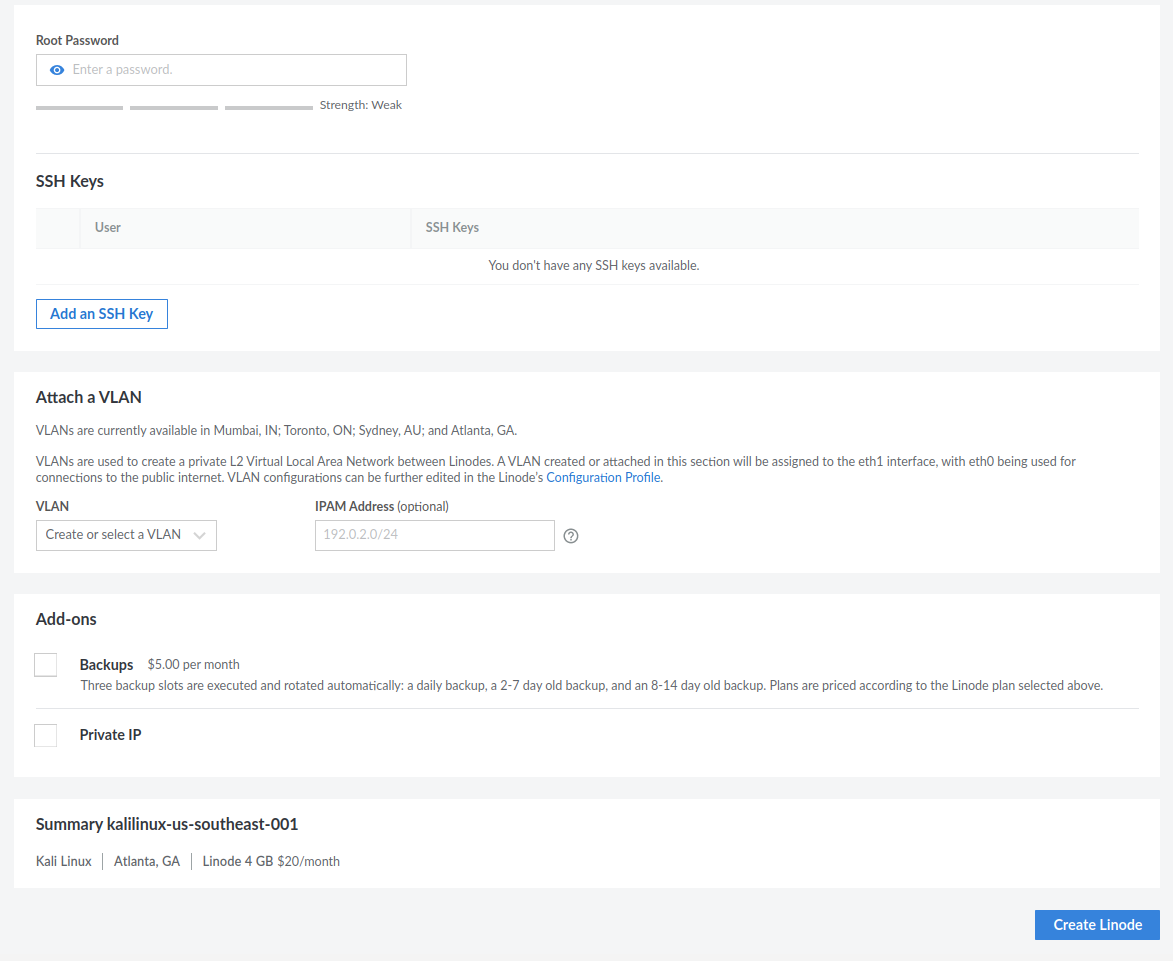 Root Password
Enter a password.
Strength: Weak
SSH Keys
User SSH Keys
You don't have any SSH keys available.
Add an SSH Key
Attach a VLAN
VLANs are currently available in Mumbai, IN; Toronto, ON; Sydney, AU; and Atlanta, GA.
VLANs are used to create a private L2 Virtual Local Area Network between Linodes. A VLAN created or attached in this section will be assigned to the eth1 interface, with eth0 being used for
connections to the public internet. VLAN configurations can be further edited in the Linode's Configuration Profile.
VLAN IPAM Address (optional)
Create or select a VLAN 192.0.2.0/24 ?
Add-ons
Backups $5.00 per month
Three backup slots are executed and rotated automatically: a daily backup, a 2-7 day old backup, and an 8-14 day old backup. Plans are priced according to the Linode plan selected above.
Private IP
Summary kalilinux-us-southeast-001
Kali Linux Atlanta, GA Linode 4 GB $20/month
Create Linode